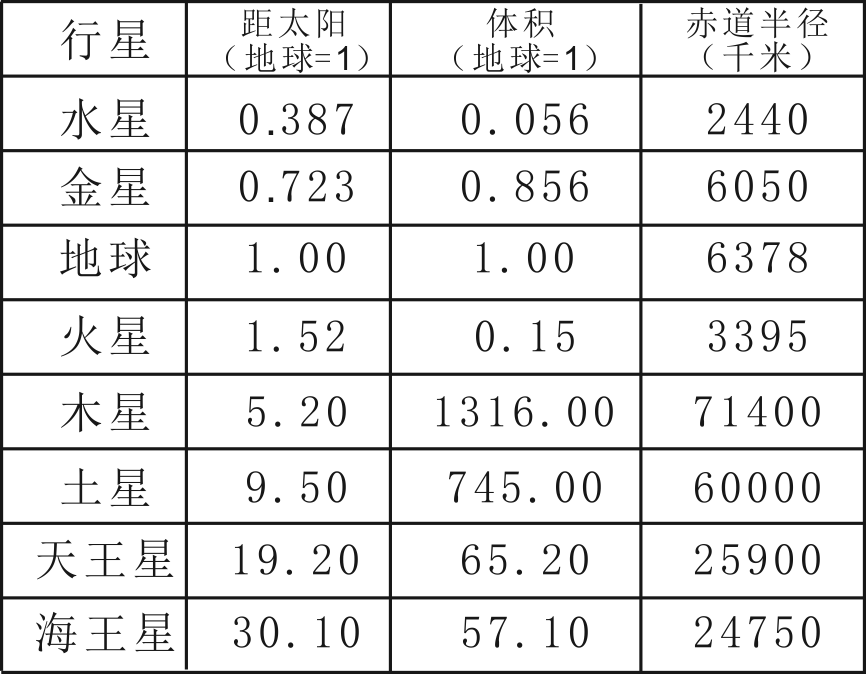 行星 距太阳（地球=1） 体积（地球=1） 赤道半径（千米）
水星 0.387 0.056 2440
金星 0.723 0.856 6050
地球 1.00 1.00 6378
火星 1.52 0.15 3395
木星 5.20 1316.00 71400
土星 9.50 745.00 60000
天王星 19.20 65.20 25900
海王星 30.10 57.10 24750